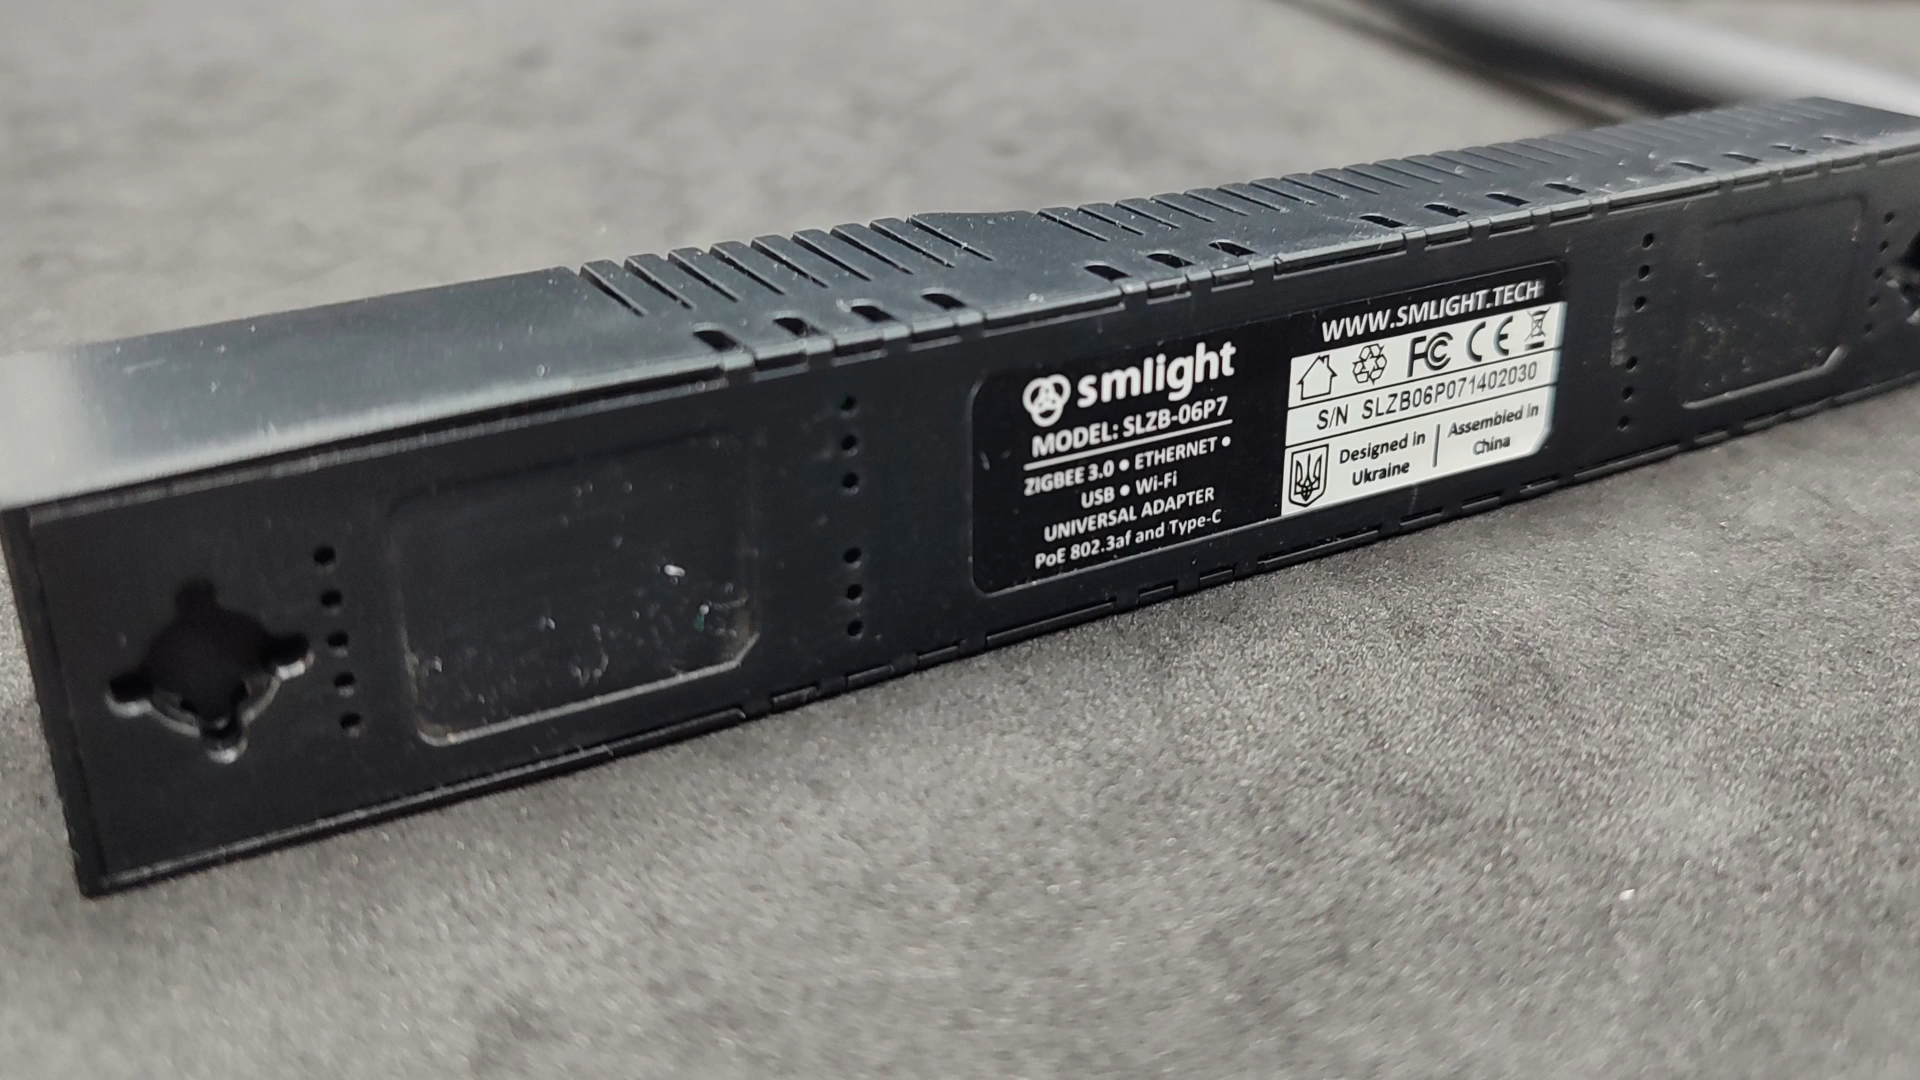 smlight
MODEL: SLZB-06P7
ZIGBEE 3.0 • ETHERNET •
USB • Wi-Fi
UNIVERSAL ADAPTER
PoE 802.3af and Type-C
WWW.SMLIGHT.TECH
FC CE
S/N SLZB06P071402030
Designed in
Ukraine
Assembled in
China